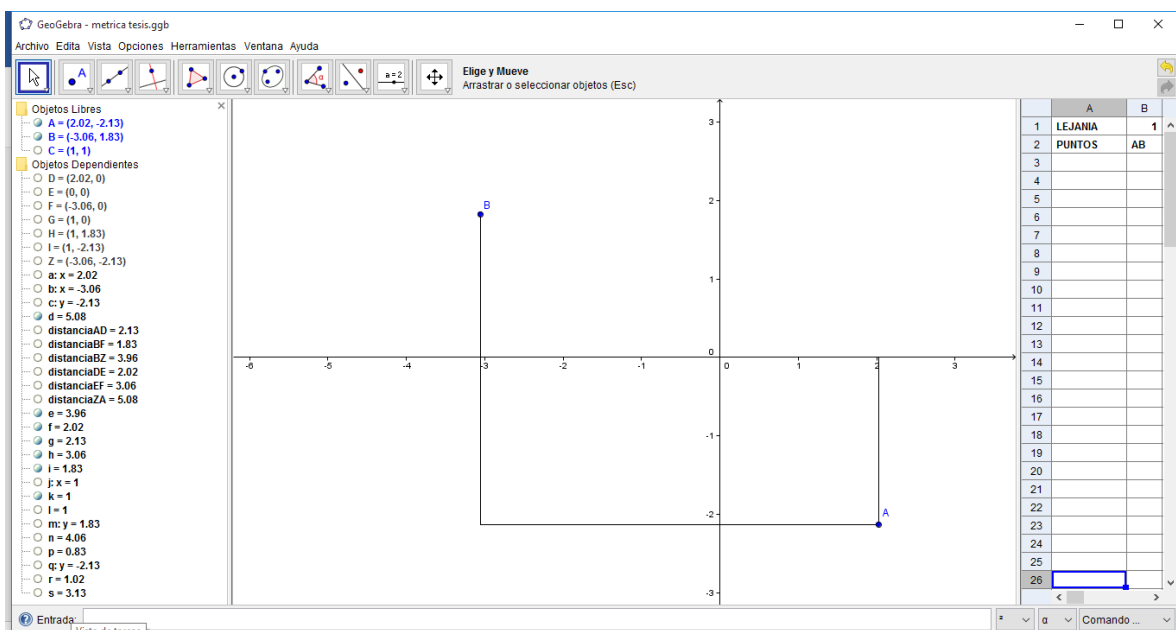 GeoGebra - metrica tesis.ggb
Archivo Edita Vista Opciones Herramientas Ventana Ayuda
A
α
a=2
Elige y Mueve
Arrastrar o seleccionar objetos (Esc)
Objetos Libres
A = (2.02, -2.13)
B = (-3.06, 1.83)
C = (1, 1)
Objetos Dependientes
D = (2.02, 0)
E = (0, 0)
F = (-3.06, 0)
G = (1, 0)
H = (1, 1.83)
I = (1, -2.13)
Z = (-3.06, -2.13)
a: x = 2.02
b: x = -3.06
c: y = -2.13
d = 5.08
distanciaAD = 2.13
distanciaBF = 1.83
distanciaBZ = 3.96
distanciaDE = 2.02
distanciaEF = 3.06
distanciaZA = 5.08
e = 3.96
f = 2.02
g = 2.13
h = 3.06
i = 1.83
j: x = 1
k = 1
l = 1
m: y = 1.83
n = 4.06
p = 0.83
q: y = -2.13
r = 1.02
s = 3.13
3
2
1
0
-1
-2
-3
-6 -5 -4 -3 -2 -1 0 1 2 3
B
A
A B
1 LEJANIA 1
2 PUNTOS AB
3
4
5
6
7
8
9
10
11
12
13
14
15
16
17
18
19
20
21
22
23
24
25
26
Entrada:
² α Comando ...